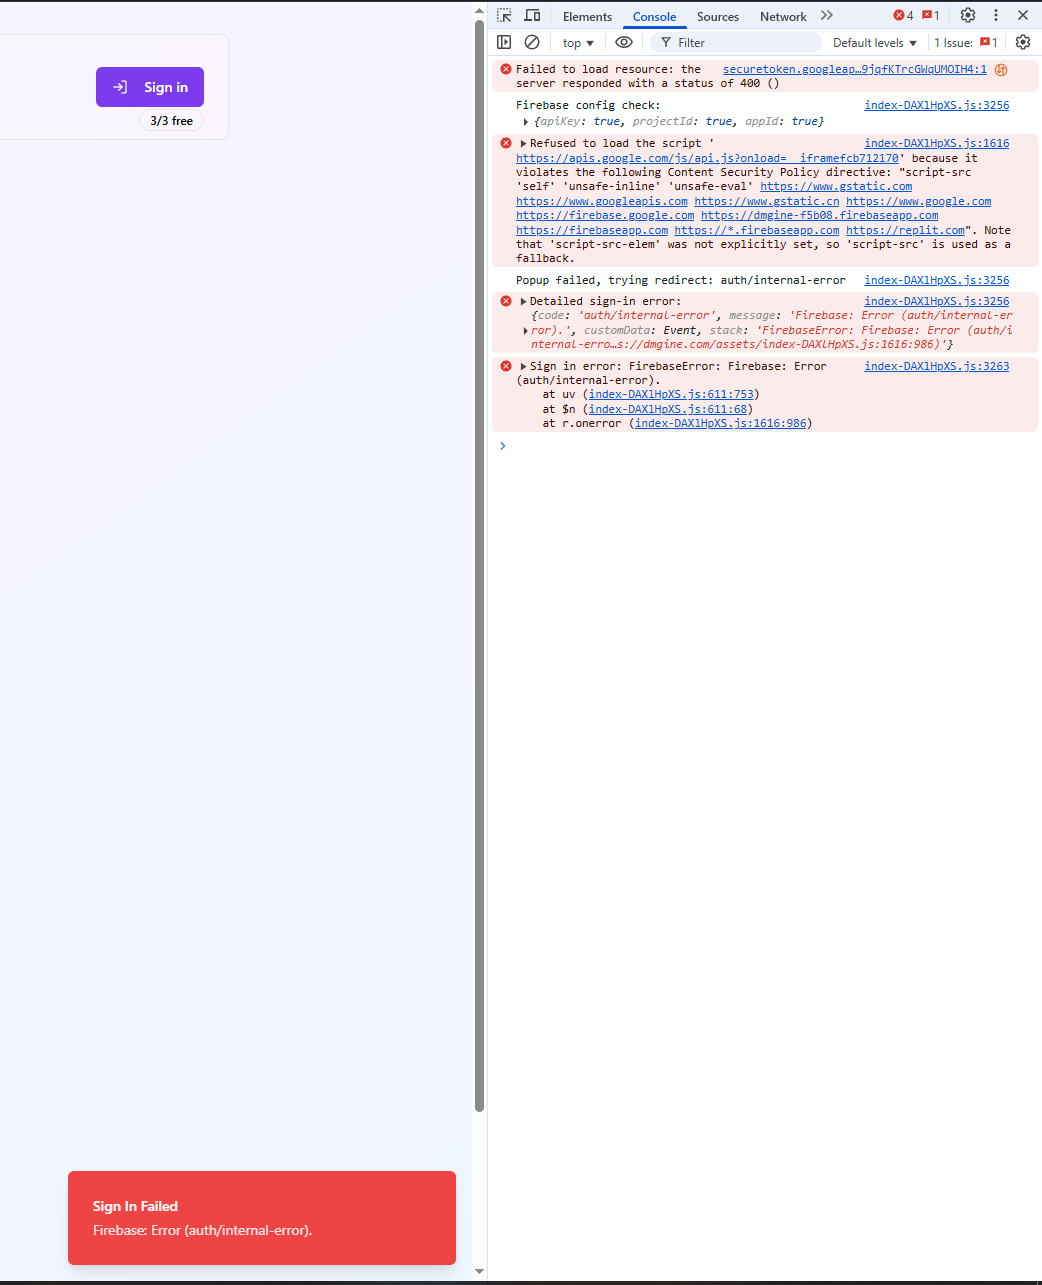 Sign in
3/3 free
Sign In Failed
Firebase: Error (auth/internal-error).
Elements Console Sources Network
4 1
top Filter Default levels 1 Issue: 1
Failed to load resource: the securetoken.googleap…9jqfKTrcGWqUMOIH4:1
server responded with a status of 400 ()
Firebase config check: index-DAXlHpXS.js:3256
{apiKey: true, projectId: true, appId: true}
Refused to load the script ' index-DAXlHpXS.js:1616
https://apis.google.com/js/api.js?onload=__iframefcb712170' because it
violates the following Content Security Policy directive: "script-src
'self' 'unsafe-inline' 'unsafe-eval' https://www.gstatic.com
https://www.googleapis.com https://www.gstatic.cn https://www.google.com
https://firebase.google.com https://dmgine-f5b08.firebaseapp.com
https://firebaseapp.com https://*.firebaseapp.com https://replit.com". Note
that 'script-src-elem' was not explicitly set, so 'script-src' is used as a
fallback.
Popup failed, trying redirect: auth/internal-error index-DAXlHpXS.js:3256
Detailed sign-in error: index-DAXlHpXS.js:3256
{code: 'auth/internal-error', message: 'Firebase: Error (auth/internal-er
ror).', customData: Event, stack: 'FirebaseError: Firebase: Error (auth/i
nternal-erro…s://dmgine.com/assets/index-DAXlHpXS.js:1616:986)'}
Sign in error: FirebaseError: Firebase: Error index-DAXlHpXS.js:3263
(auth/internal-error).
at uv (index-DAXlHpXS.js:611:753)
at $n (index-DAXlHpXS.js:611:68)
at r.onerror (index-DAXlHpXS.js:1616:986)